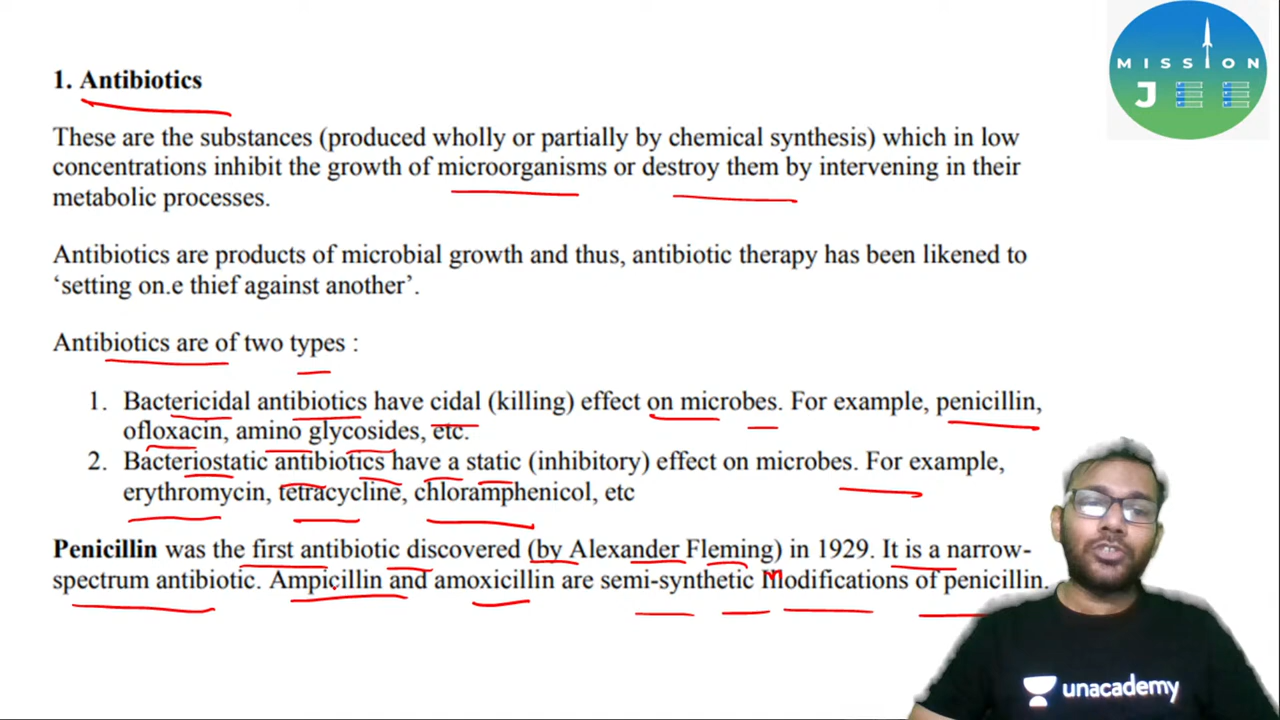 MISSION
JEE
1. Antibiotics
These are the substances (produced wholly or partially by chemical synthesis) which in low
concentrations inhibit the growth of microorganisms or destroy them by intervening in their
metabolic processes.
Antibiotics are products of microbial growth and thus, antibiotic therapy has been likened to
‘setting on.e thief against another’.
Antibiotics are of two types :
1. Bactericidal antibiotics have cidal (killing) effect on microbes. For example, penicillin,
ofloxacin, amino glycosides, etc.
2. Bacteriostatic antibiotics have a static (inhibitory) effect on microbes. For example,
erythromycin, tetracycline, chloramphenicol, etc
Penicillin was the first antibiotic discovered (by Alexander Fleming) in 1929. It is a narrow-
spectrum antibiotic. Ampicillin and amoxicillin are semi-synthetic Modifications of penicillin.
unacademy